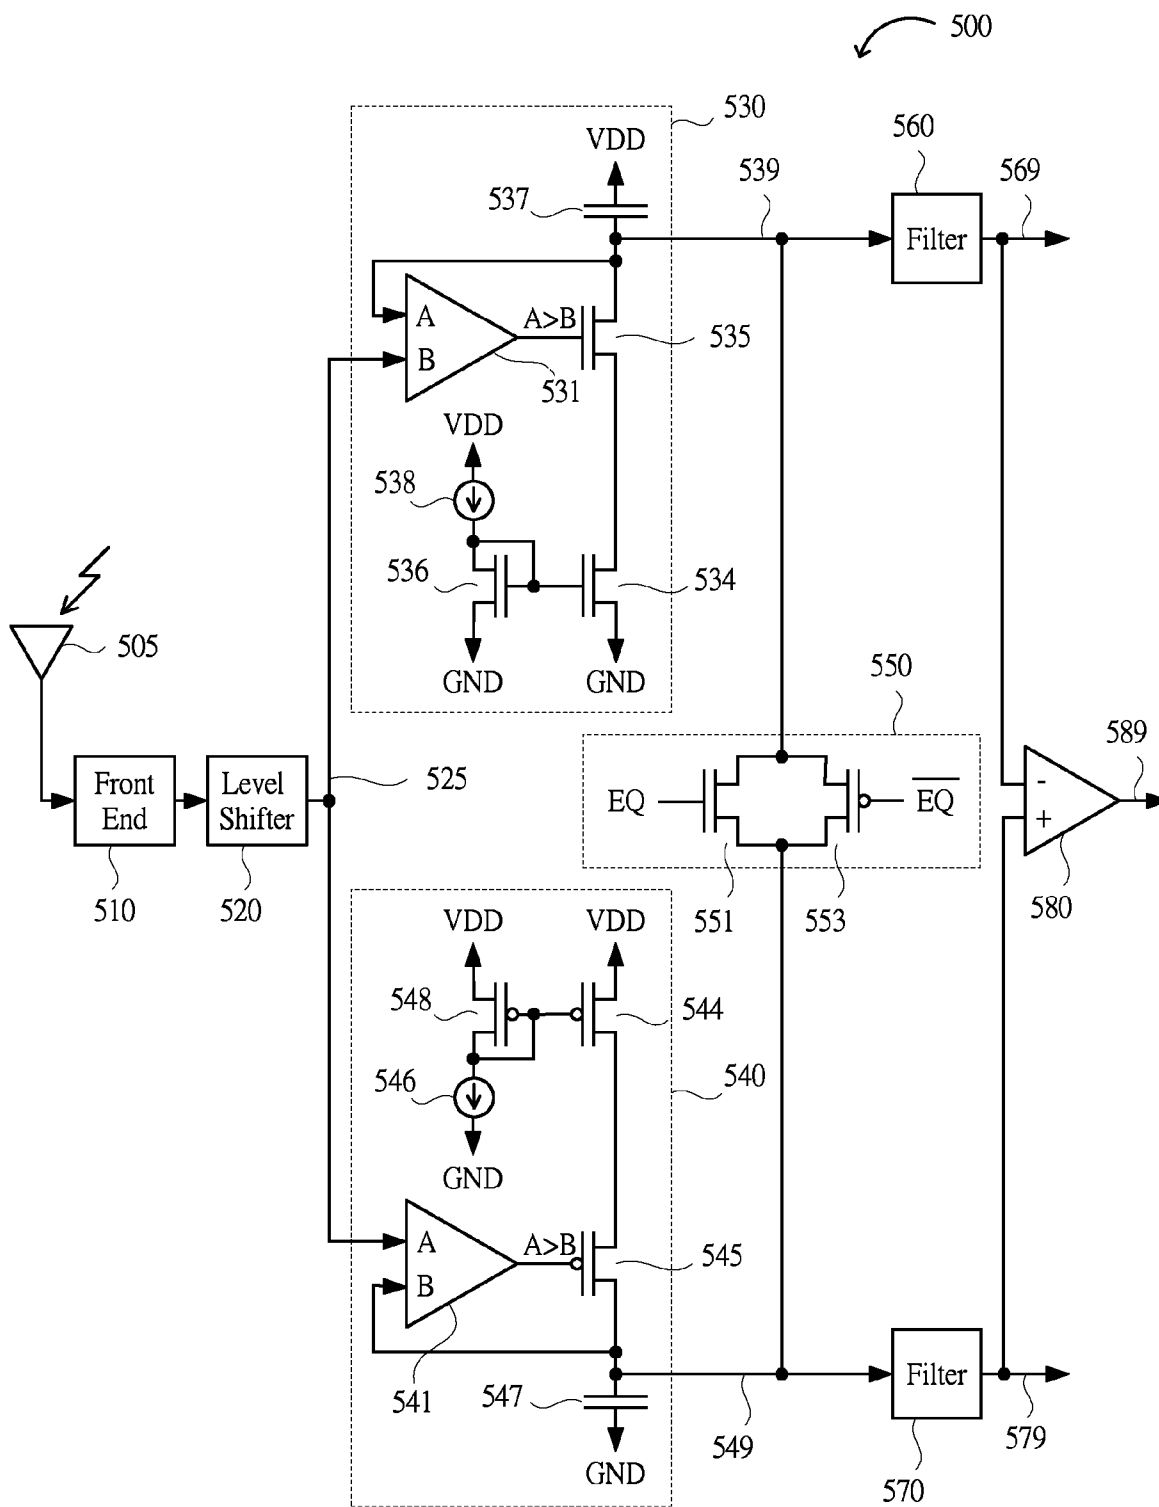 500
530
VDD
560
537
539
569
Filter
A
A>B
535
B
531
VDD
538
536
534
505
GND
GND
550
589
Front
End
Level
Shifter
525
EQ
E̅Q̅
-
+
510
520
551
553
580
VDD
VDD
548
544
546
540
GND
A
A>B
545
B
541
547
Filter
549
579
GND
570